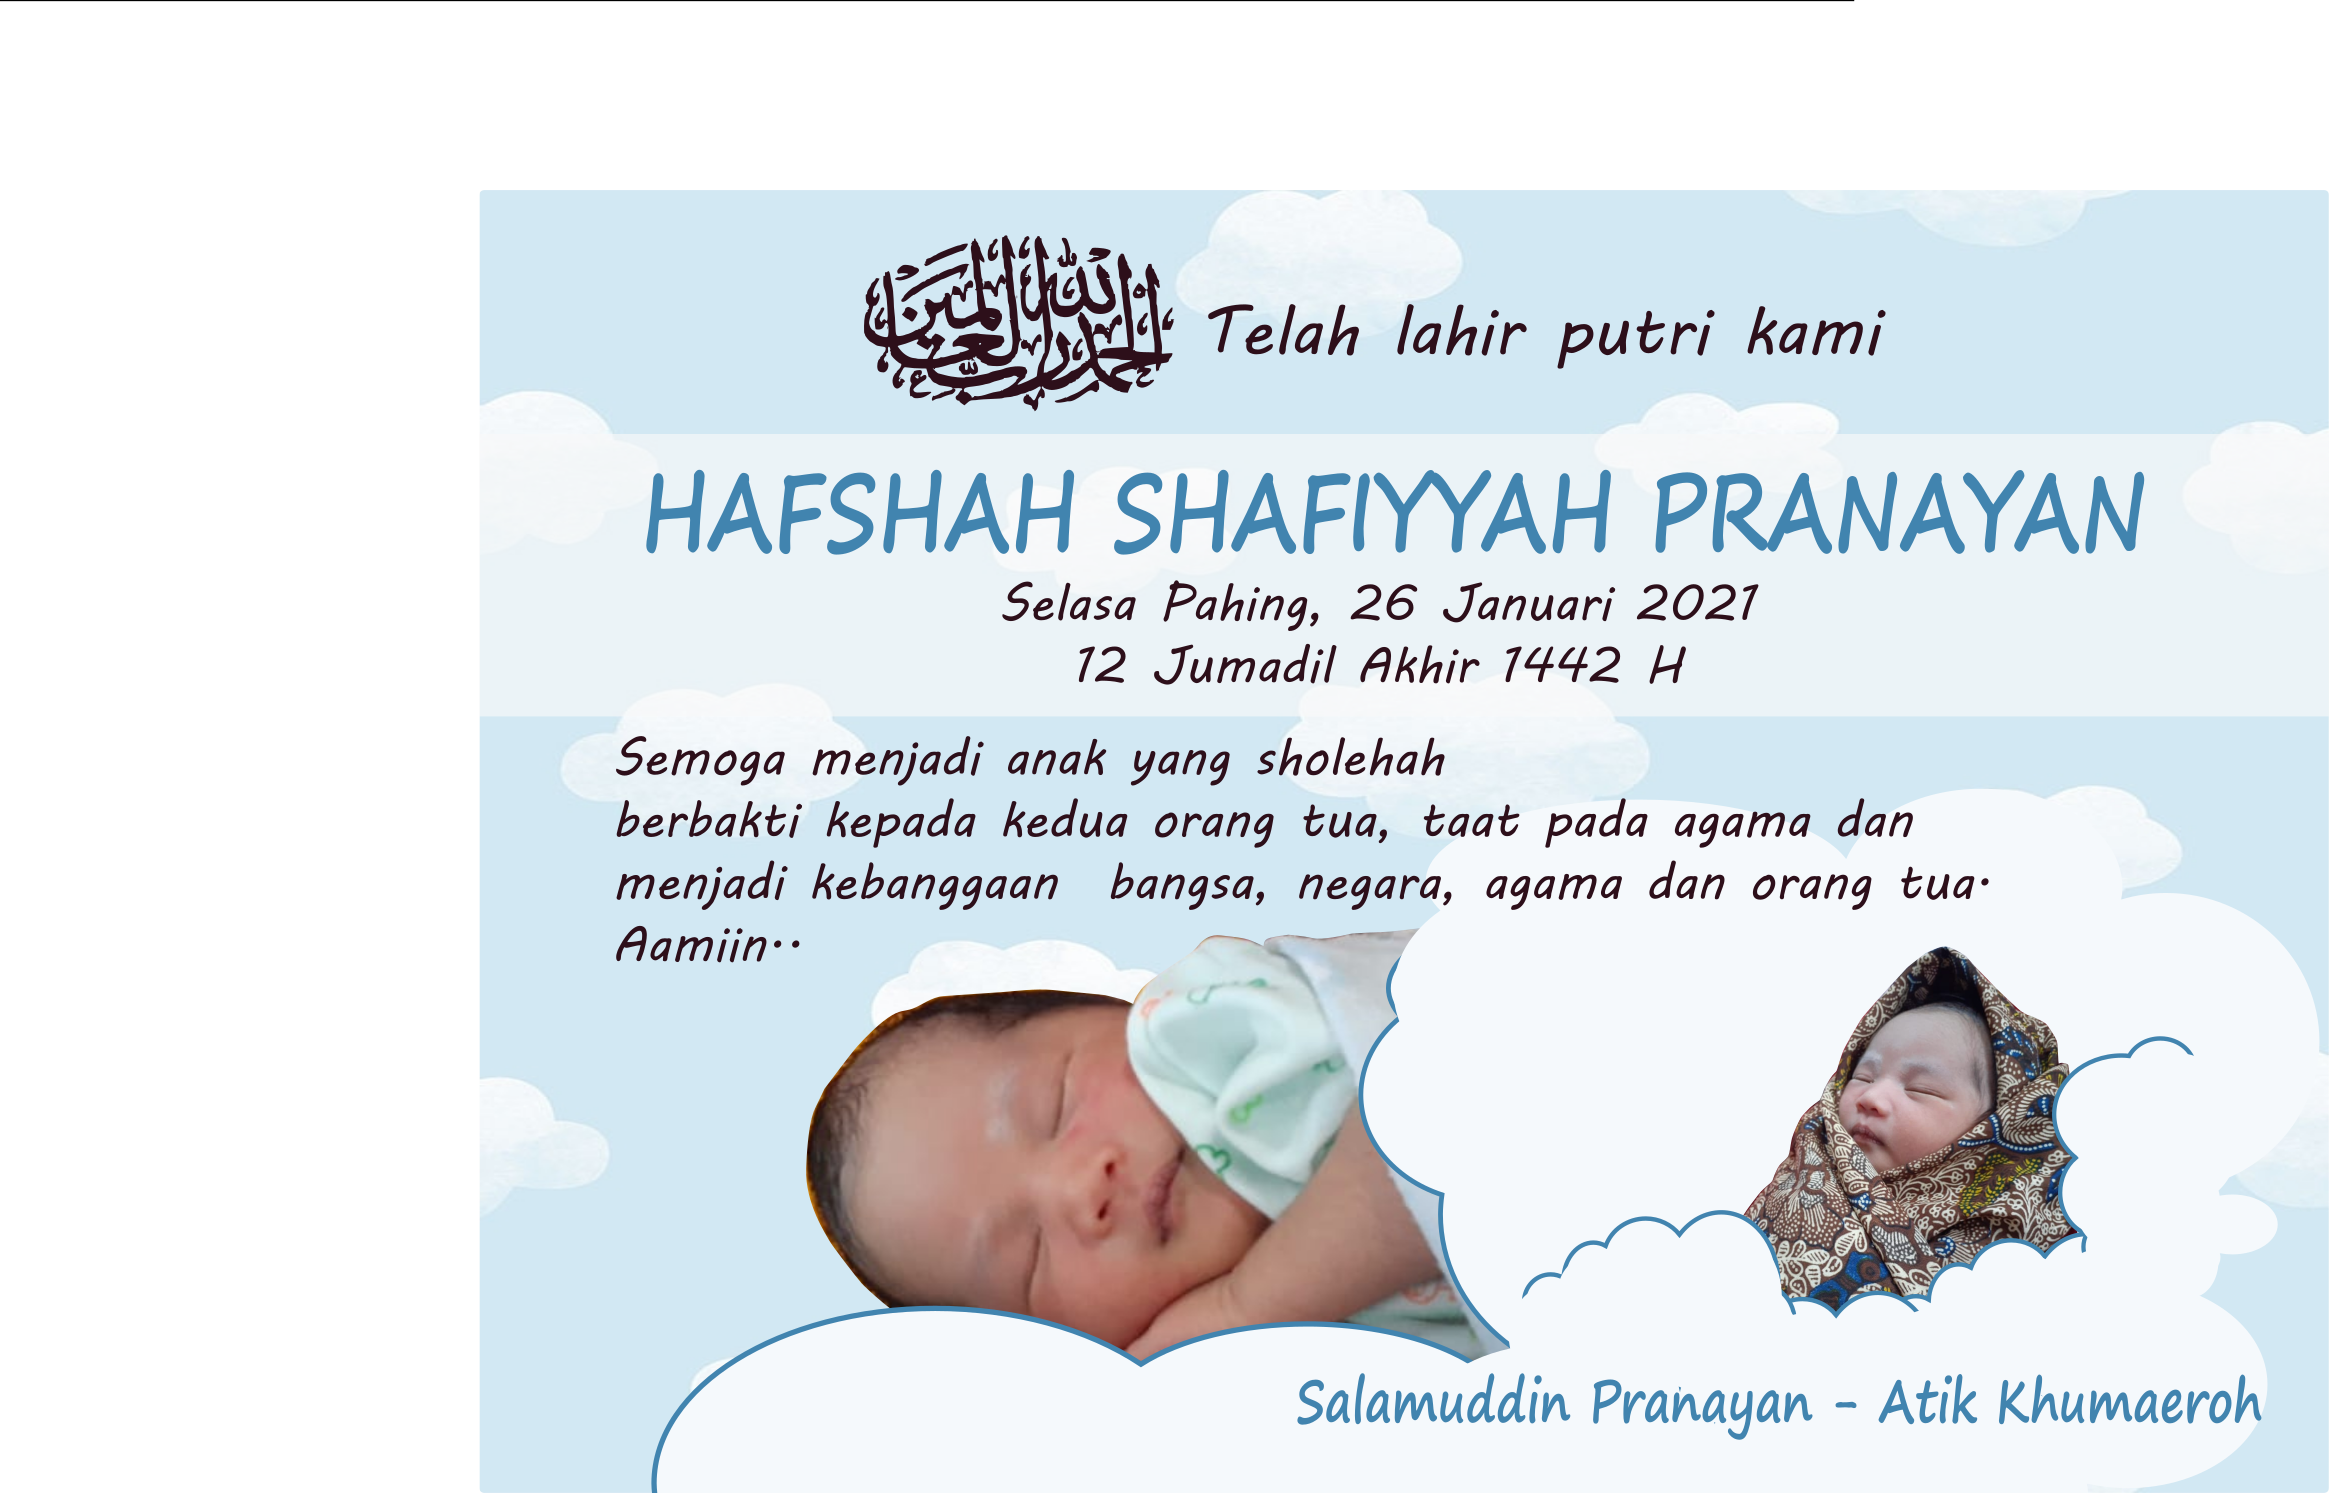 الحمد لله رب العالمين
Telah lahir putri kami
HAFSHAH SHAFIYYAH PRANAYAN
Selasa Pahing, 26 Januari 2021
12 Jumadil Akhir 1442 H
Semoga menjadi anak yang sholehah
berbakti kepada kedua orang tua, taat pada agama dan
menjadi kebanggaan  bangsa, negara, agama dan orang tua.
Aamiin..
Salamuddin Pranayan - Atik Khumaeroh